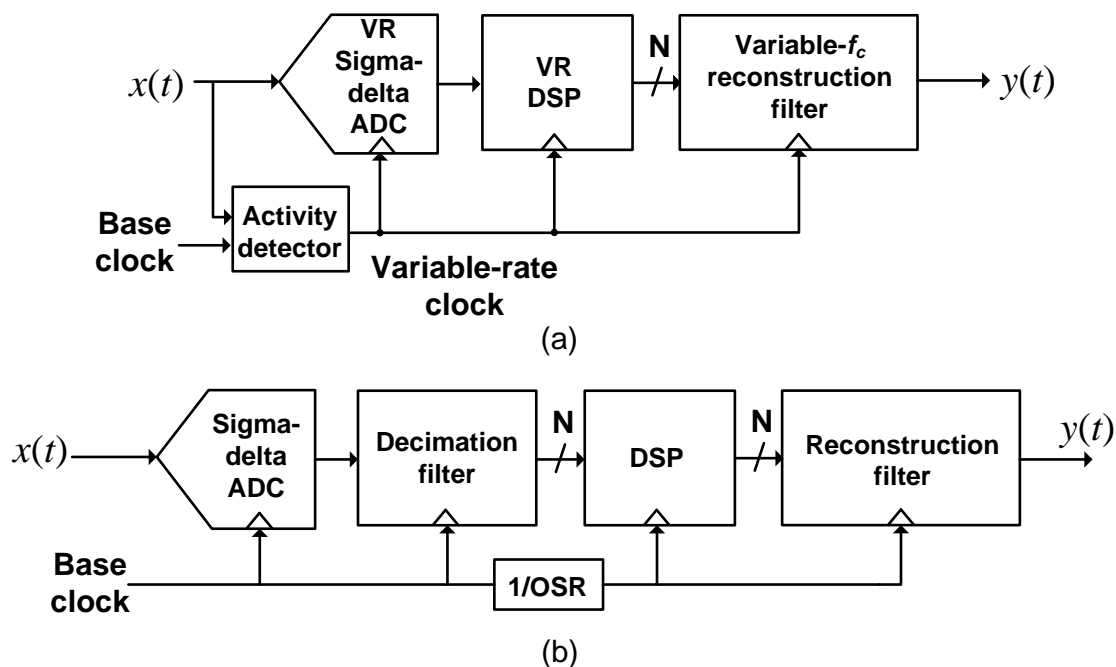 x(t)
VR
Sigma-
delta
ADC
VR
DSP
N
Variable-fc
reconstruction
filter
y(t)
Base
clock
Activity
detector
Variable-rate
clock
(a)
x(t)
Sigma-
delta
ADC
Decimation
filter
N
DSP
N
Reconstruction
filter
y(t)
Base
clock
1/OSR
(b)